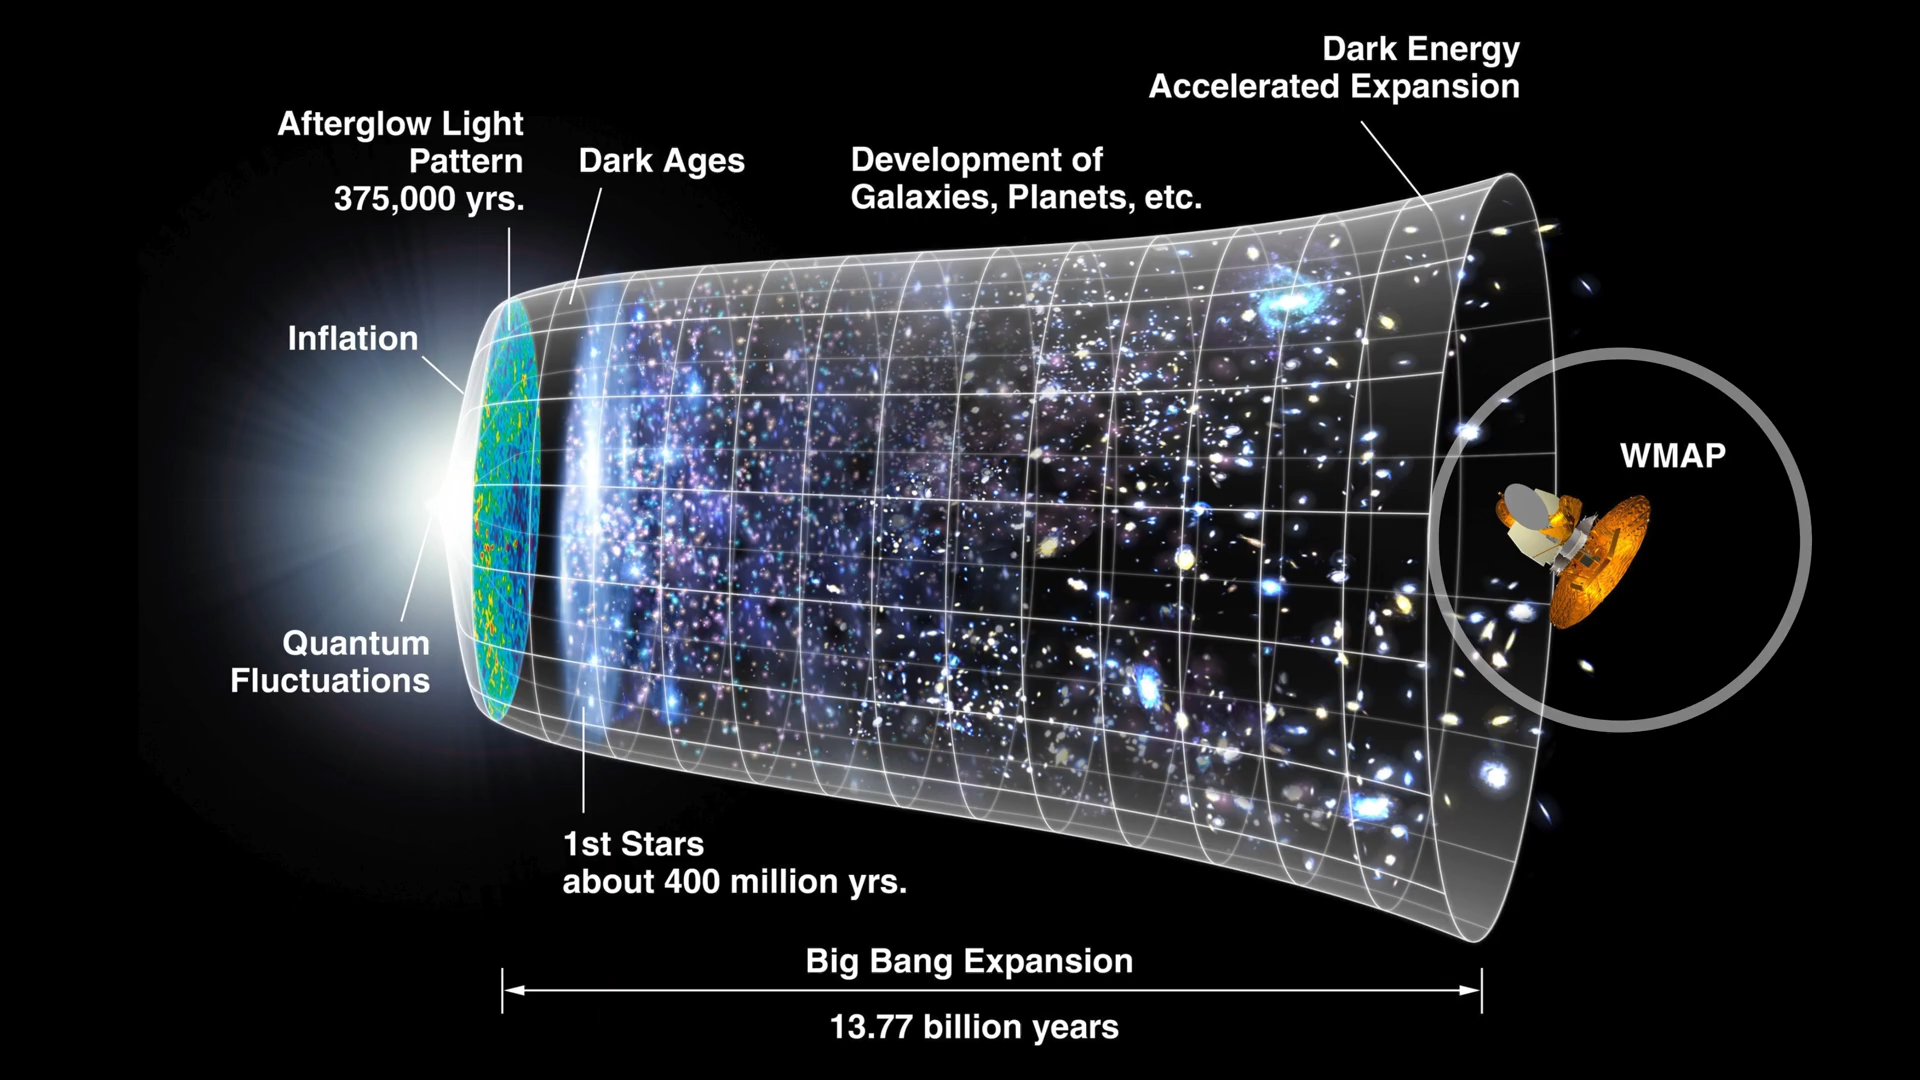 Dark Energy
Accelerated Expansion
Afterglow Light
Pattern
375,000 yrs.
Dark Ages
Development of
Galaxies, Planets, etc.
Inflation
WMAP
Quantum
Fluctuations
1st Stars
about 400 million yrs.
Big Bang Expansion
13.77 billion years